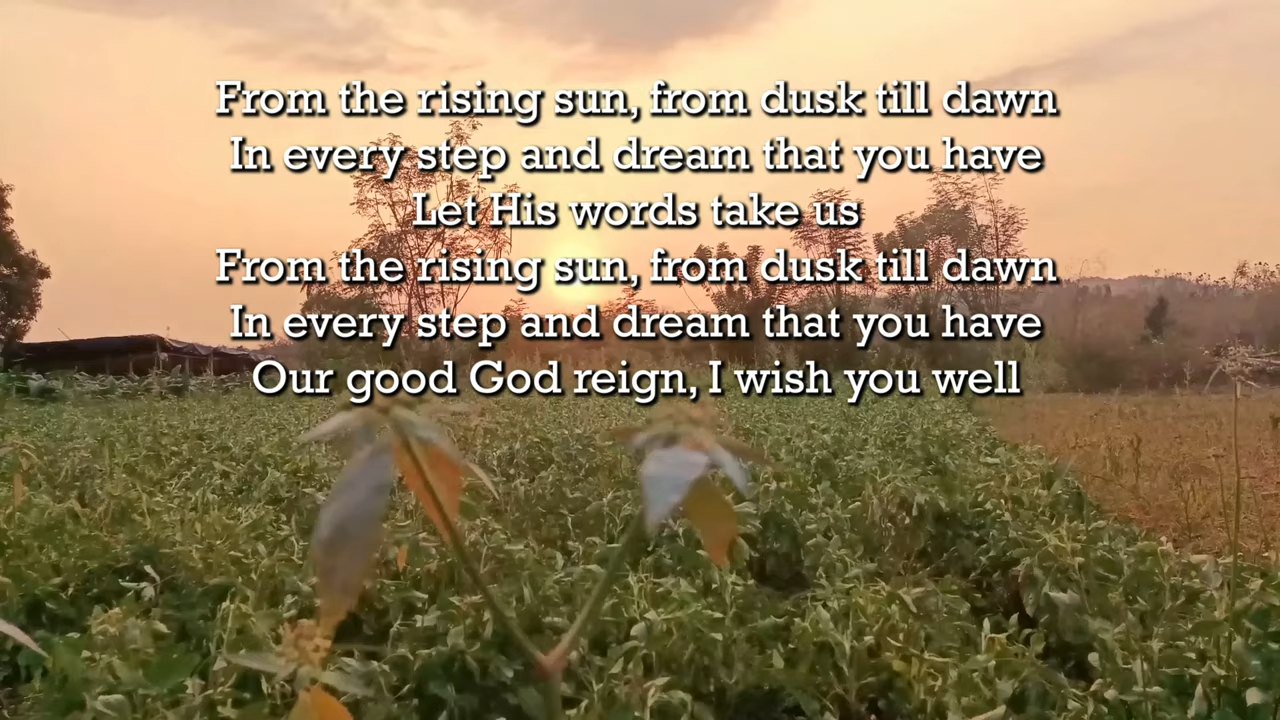 From the rising sun, from dusk till dawn
In every step and dream that you have
Let His words take us
From the rising sun, from dusk till dawn
In every step and dream that you have
Our good God reign, I wish you well